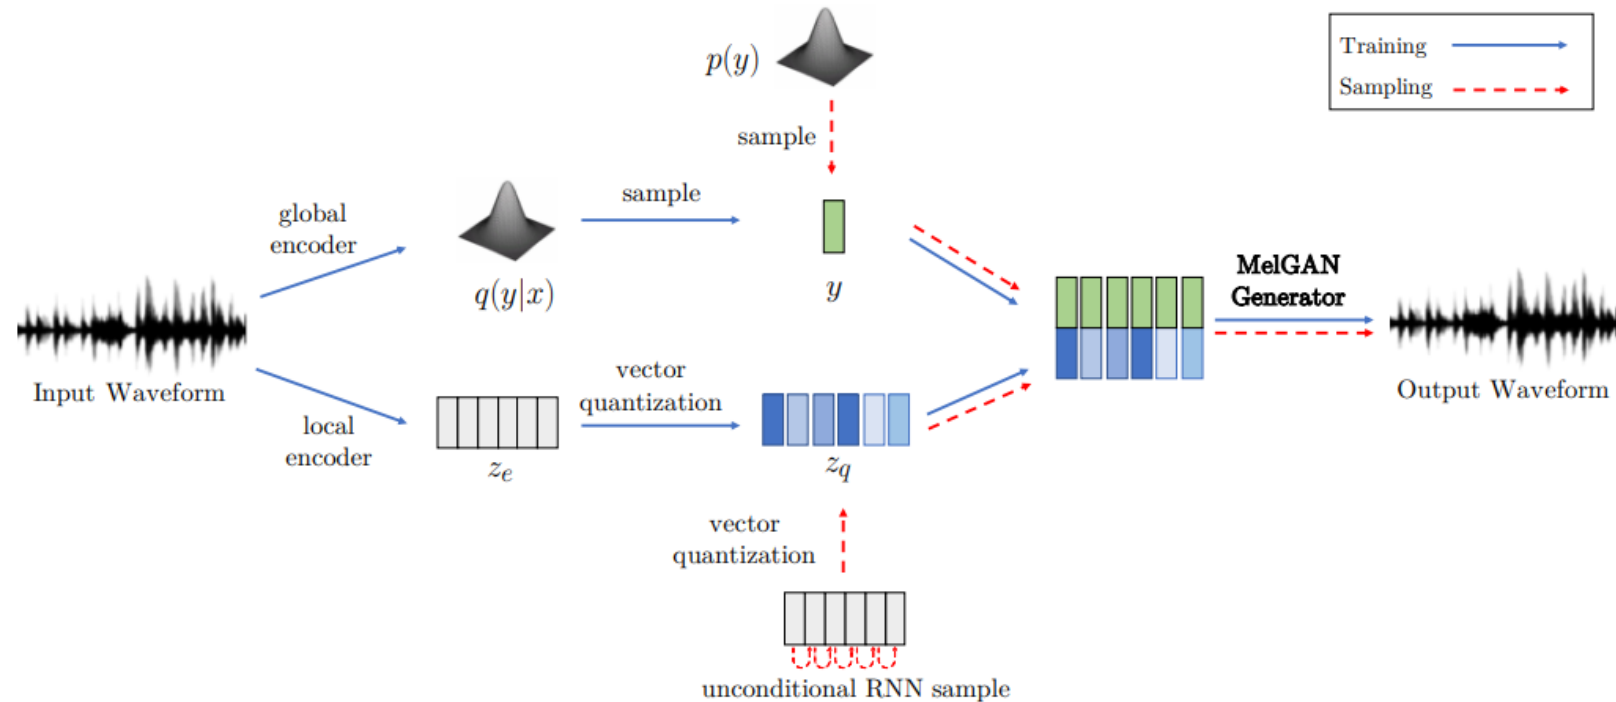 p(y)
Training
Sampling
sample
global
encoder
sample
q(y|x)
y
MelGAN
Generator
Input Waveform
vector
quantization
local
encoder
z_e
z_q
Output Waveform
vector
quantization
unconditional RNN sample